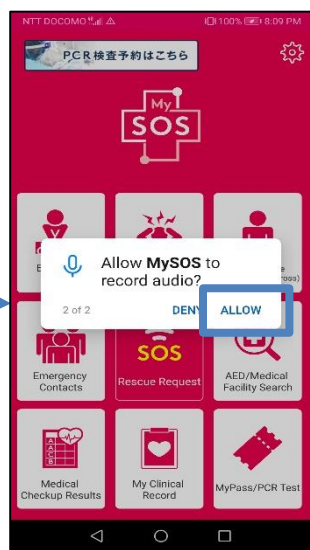 NTT DOCOMO
100% 8:09 PM
PCR検査予約はこちら
My
SOS
Allow MySOS to
record audio?
2 of 2 DENY ALLOW
SOS
Emergency
Contacts
Rescue Request
AED/Medical
Facility Search
Medical
Checkup Results
My Clinical
Record
MyPass/PCR Test